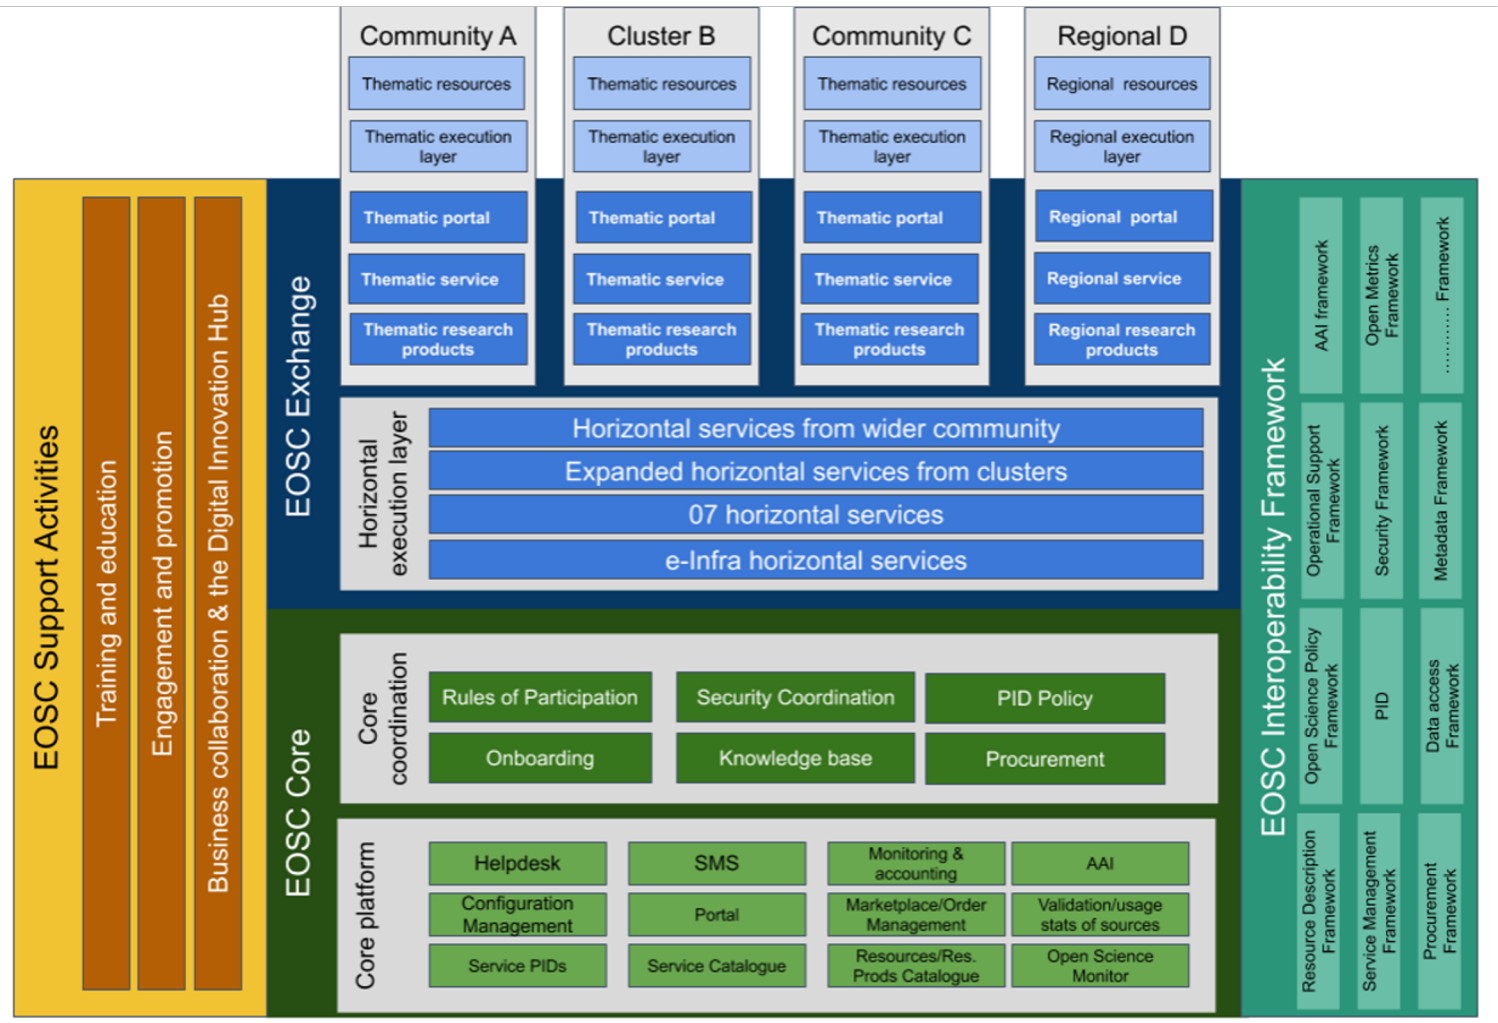 Community A
Thematic resources
Thematic execution
layer
Thematic portal
Thematic service
Thematic research
products
Cluster B
Thematic resources
Thematic execution
layer
Thematic portal
Thematic service
Thematic research
products
Community C
Thematic resources
Thematic execution
layer
Thematic portal
Thematic service
Thematic research
products
Regional D
Regional resources
Regional execution
layer
Regional portal
Regional service
Regional research
products
EOSC Support Activities
Training and education
Engagement and promotion
Business collaboration & the Digital Innovation Hub
EOSC Exchange
Horizontal
execution layer
Horizontal services from wider community
Expanded horizontal services from clusters
07 horizontal services
e-Infra horizontal services
EOSC Core
Core
coordination
Rules of Participation
Security Coordination
PID Policy
Onboarding
Knowledge base
Procurement
Core platform
Helpdesk
SMS
Monitoring &
accounting
AAI
Configuration
Management
Portal
Marketplace/Order
Management
Validation/usage
stats of sources
Service PIDs
Service Catalogue
Resources/Res.
Prods Catalogue
Open Science
Monitor
EOSC Interoperability Framework
AAI framework
Open Metrics
Framework
............ Framework
Operational Support
Framework
Security Framework
Metadata Framework
Open Science Policy
Framework
PID
Data access
Framework
Resource Description
Framework
Service Management
Framework
Procurement
Framework